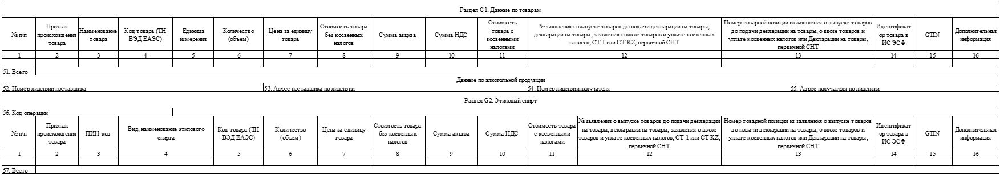 Раздел G1. Данные по товарам
№ п/п
Признак
происхождения
товара
Наименование
товара
Код товара (ТН
ВЭД ЕАЭС)
Единица
измерения
Количество
(объем)
Цена за единицу
товара
Стоимость товара
без косвенных
налогов
Сумма акциза
Сумма НДС
Стоимость
товара с
косвенными
налогами
№ заявления о выпуске товаров до подачи декларации на товары,
декларации на товары, заявления о ввозе товаров и уплате косвенных
налогов, СТ-1 или СТ-KZ, первичной СНТ
Номер товарной позиции из заявления о выпуске товаров
до подачи декларации на товары, о ввозе товаров и
уплате косвенных налогов или Декларации на товары,
первичной СНТ
Идентификат
ор товара в
ИС ЭСФ
GTIN
Дополнительная
информация
1 2 3 4 5 6 7 8 9 10 11 12 13 14 15 16
51. Всего
Данные по алкогольной продукции
52. Номер лицензии поставщика 53. Адрес поставщика по лицензии 54. Номер лицензии получателя 55. Адрес получателя по лицензии
Раздел G2. Этиловый спирт
56. Код операции
№ п/п
Признак
происхождения
товара
ПИН-код
Вид, наименование этилового
спирта
Код товара (ТН
ВЭД ЕАЭС)
Количество
(объем)
Цена за единицу
товара
Стоимость товара
без косвенных
налогов
Сумма акциза
Сумма НДС
Стоимость товара
с косвенными
налогами
№ заявления о выпуске товаров до подачи декларации
на товары, декларации на товары, заявления о ввозе
товаров и уплате косвенных налогов, СТ-1 или СТ-KZ,
первичной СНТ
Номер товарной позиции из заявления о выпуске товаров
до подачи декларации на товары, о ввозе товаров и
уплате косвенных налогов или Декларации на товары,
первичной СНТ
Идентификат
ор товара в
ИС ЭСФ
GTIN
Дополнительная
информация
1 2 3 4 5 6 7 8 9 10 11 12 13 14 15 16
57. Всего